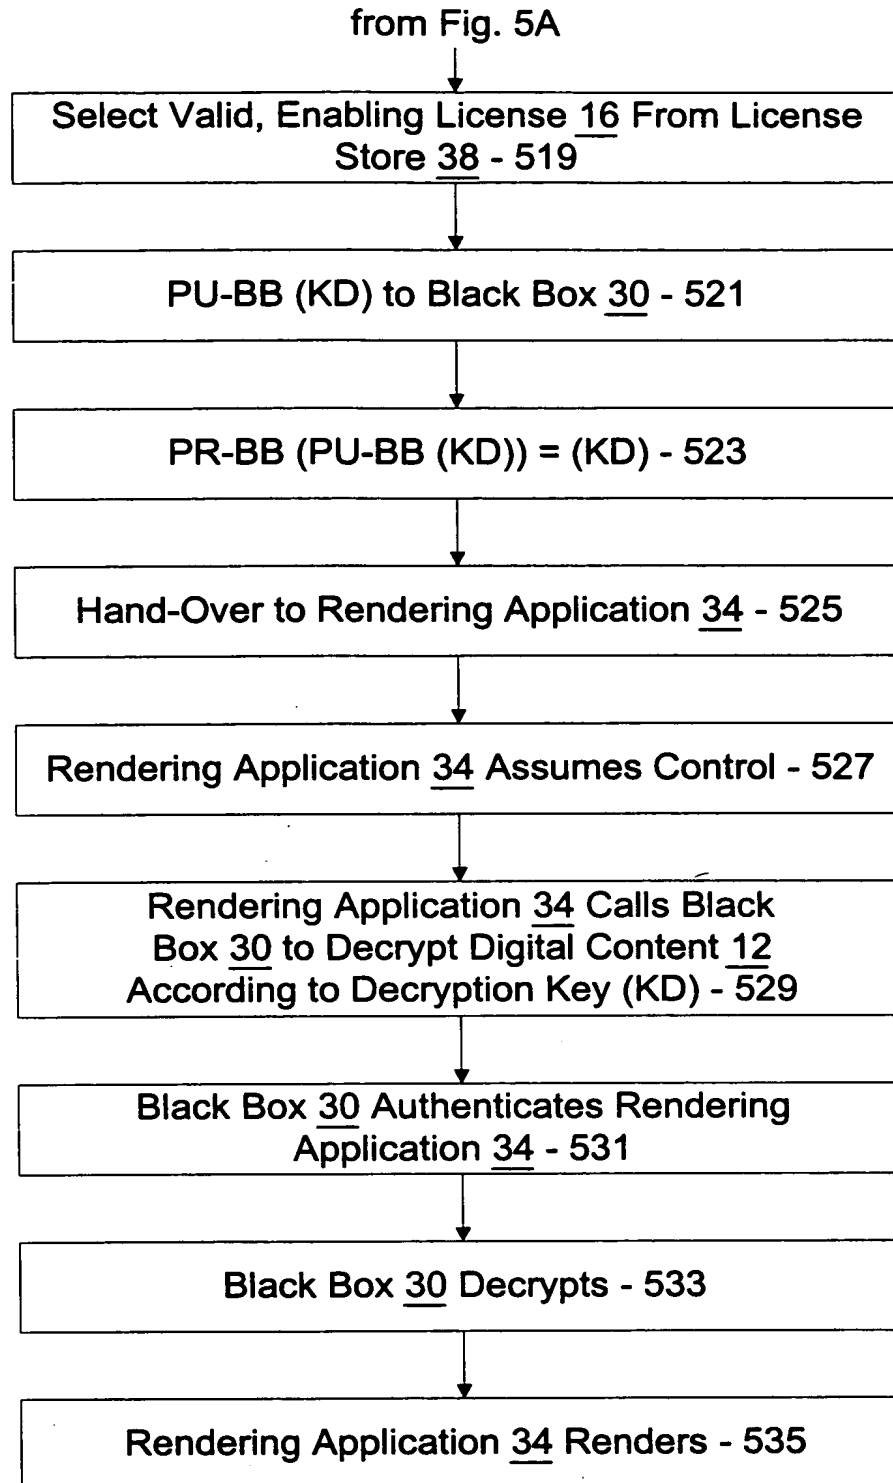 from Fig. 5A
Select Valid, Enabling License 16 From License
Store 38 - 519
PU-BB (KD) to Black Box 30 - 521
PR-BB (PU-BB (KD)) = (KD) - 523
Hand-Over to Rendering Application 34 - 525
Rendering Application 34 Assumes Control - 527
Rendering Application 34 Calls Black
Box 30 to Decrypt Digital Content 12
According to Decryption Key (KD) - 529
Black Box 30 Authenticates Rendering
Application 34 - 531
Black Box 30 Decrypts - 533
Rendering Application 34 Renders - 535